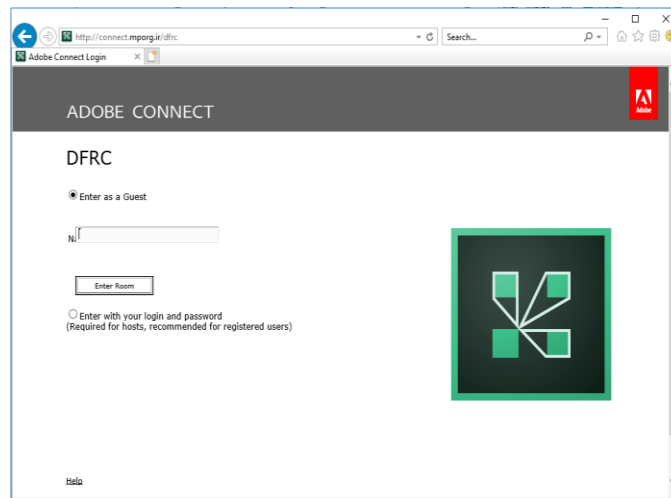 http://connect.mporg.ir/dfrc
Search...
Adobe Connect Login
ADOBE CONNECT
Adobe
DFRC
Enter as a Guest
N:
Enter Room
Enter with your login and password
(Required for hosts, recommended for registered users)
Help